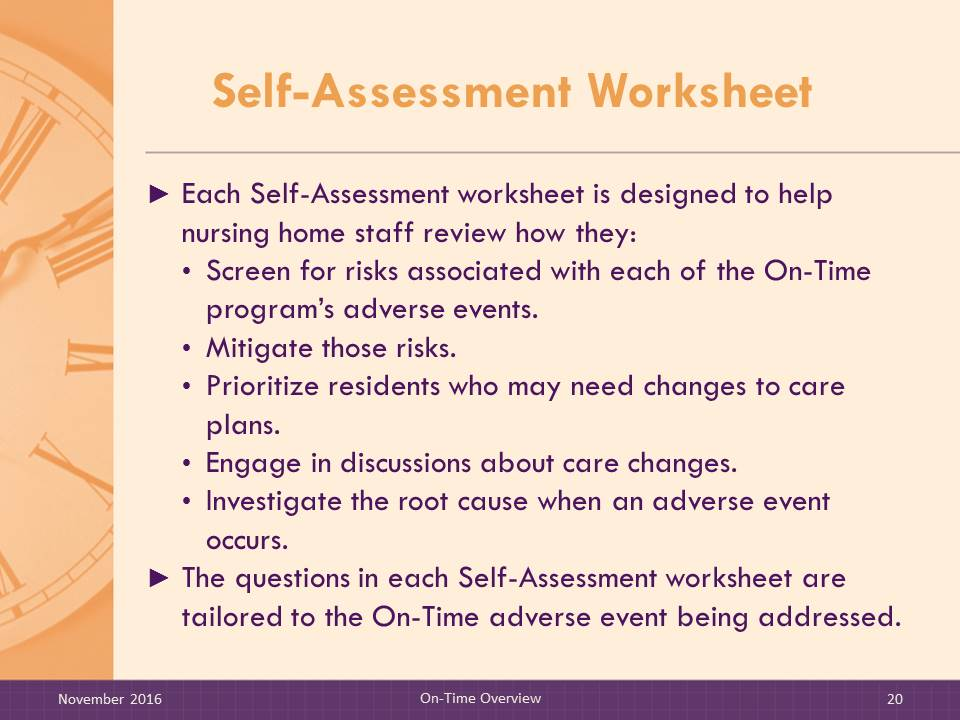 Self-Assessment Worksheet
► Each Self-Assessment worksheet is designed to help
nursing home staff review how they:
• Screen for risks associated with each of the On-Time
program’s adverse events.
• Mitigate those risks.
• Prioritize residents who may need changes to care
plans.
• Engage in discussions about care changes.
• Investigate the root cause when an adverse event
occurs.
► The questions in each Self-Assessment worksheet are
tailored to the On-Time adverse event being addressed.
November 2016
On-Time Overview
20